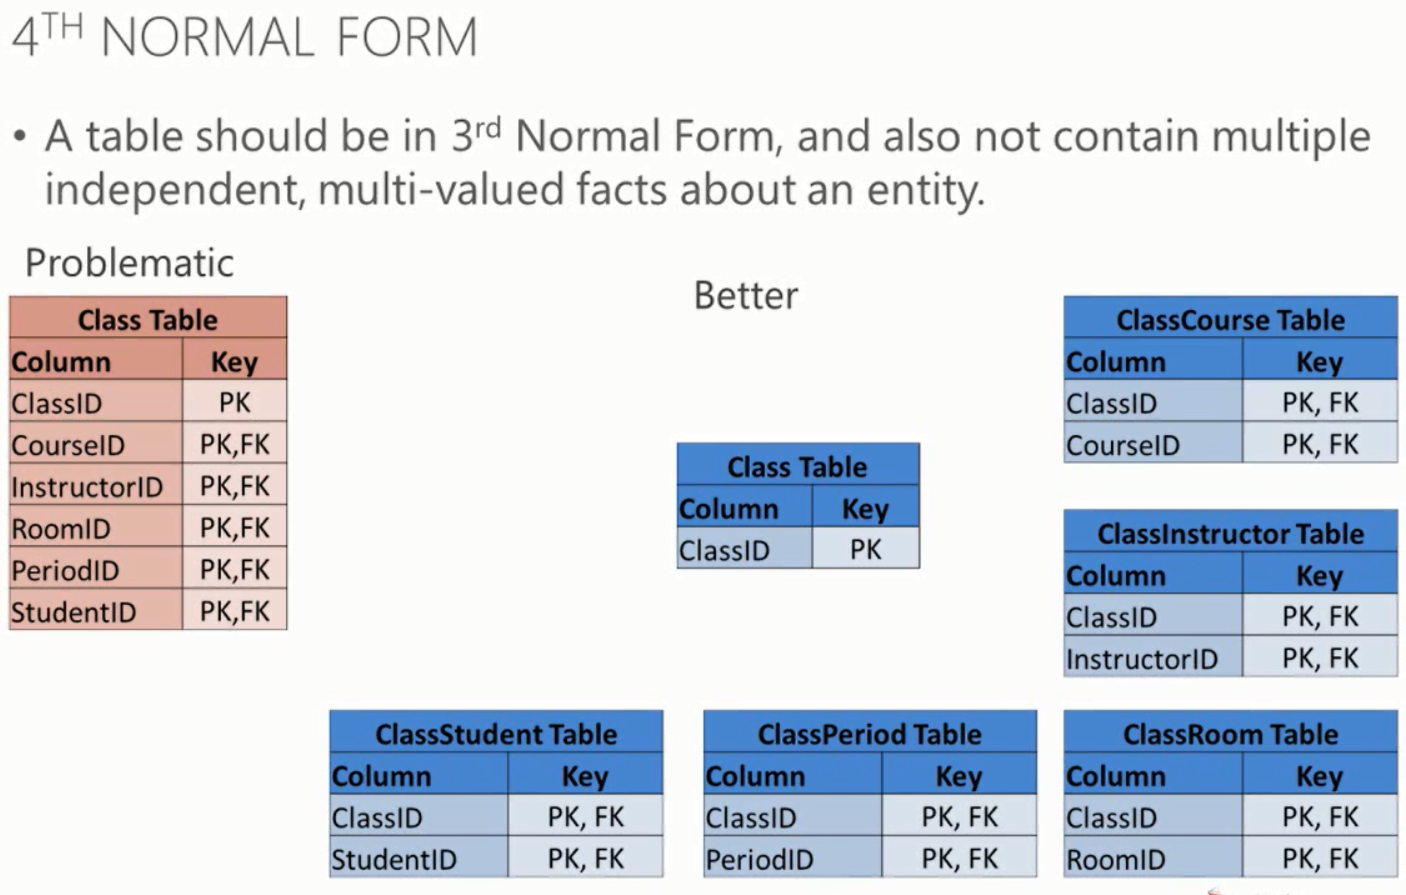 4TH NORMAL FORM
• A table should be in 3rd Normal Form, and also not contain multiple
independent, multi-valued facts about an entity.
Problematic
Class Table
Column Key
ClassID PK
CourseID PK,FK
InstructorID PK,FK
RoomID PK,FK
PeriodID PK,FK
StudentID PK,FK
Better
Class Table
Column Key
ClassID PK
ClassCourse Table
Column Key
ClassID PK, FK
CourseID PK, FK
ClassInstructor Table
Column Key
ClassID PK, FK
InstructorID PK, FK
ClassStudent Table
Column Key
ClassID PK, FK
StudentID PK, FK
ClassPeriod Table
Column Key
ClassID PK, FK
PeriodID PK, FK
ClassRoom Table
Column Key
ClassID PK, FK
RoomID PK, FK